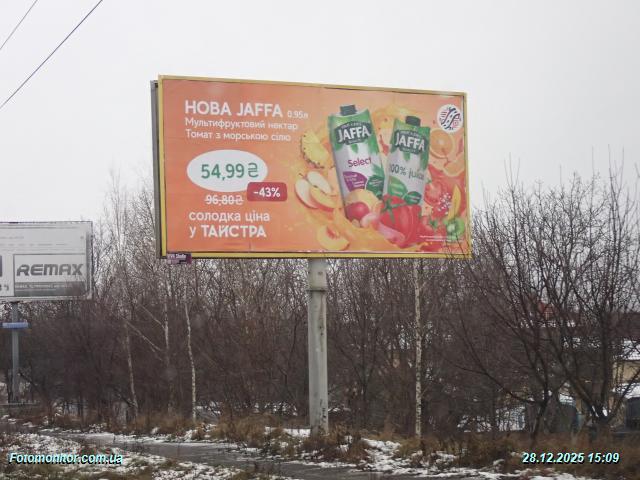 НОВА JAFFA 0.95л
Мультифруктовий нектар
Томат з морською сіллю
54,99₴
-43%
96,80₴
солодка ціна
у ТАЙСТРА
JAFFA
Select
JAFFA
100% juice
REMAX
Fotomonitor.com.ua
28.12.2025 15:09